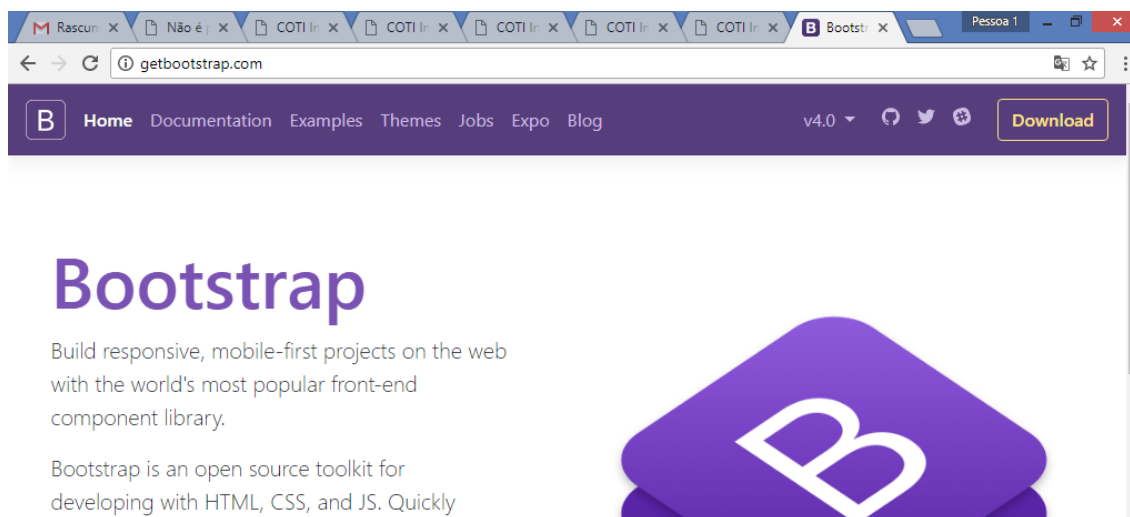 Rascun
Não é p
COTI In
COTI In
COTI In
COTI In
COTI In
Bootstr
Pessoa 1
getbootstrap.com
B Home Documentation Examples Themes Jobs Expo Blog v4.0 Download
Bootstrap
Build responsive, mobile-first projects on the web
with the world's most popular front-end
component library.
Bootstrap is an open source toolkit for
developing with HTML, CSS, and JS. Quickly
B